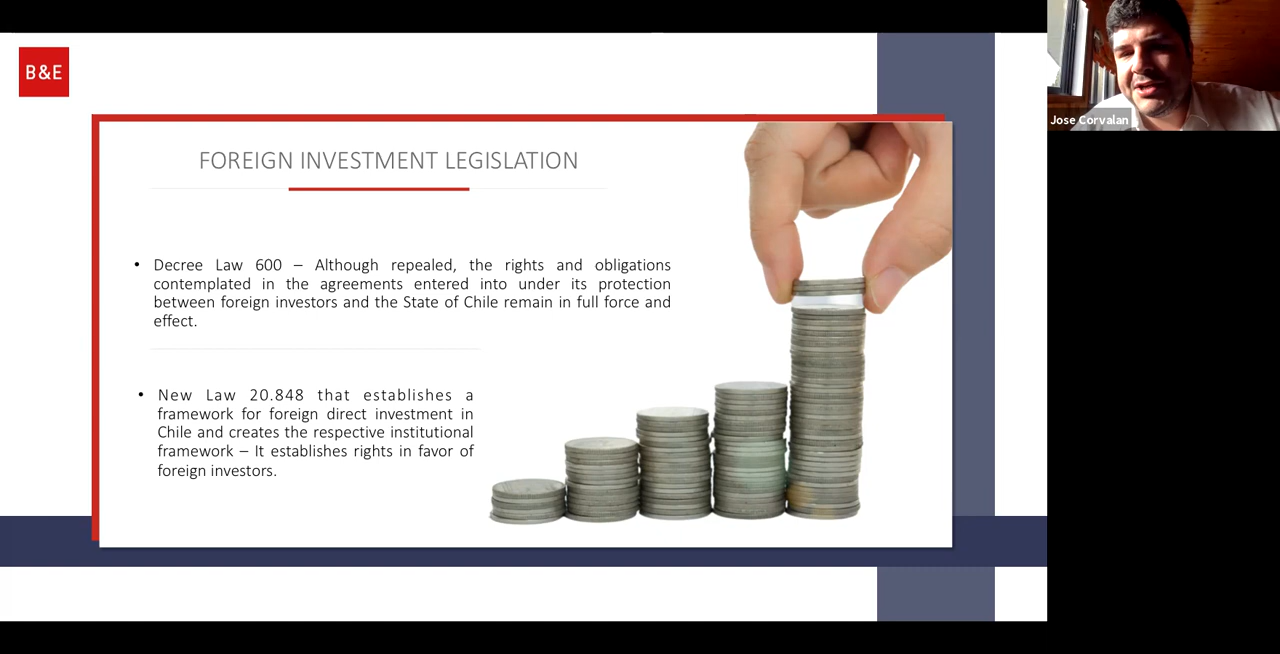 B&E
Jose Corvalan
FOREIGN INVESTMENT LEGISLATION
• Decree Law 600 – Although repealed, the rights and obligations
contemplated in the agreements entered into under its protection
between foreign investors and the State of Chile remain in full force and
effect.
• New Law 20.848 that establishes a
framework for foreign direct investment in
Chile and creates the respective institutional
framework – It establishes rights in favor of
foreign investors.